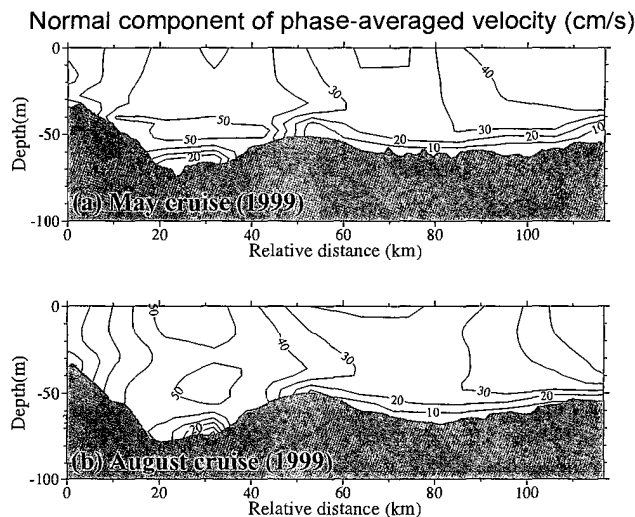 Normal component of phase-averaged velocity (cm/s)
0
-50
-100
Depth(m)
50
50
20
30
40
30
20
10
20
10
(a) May cruise (1999)
0 20 40 60 80 100
Relative distance (km)
0
-50
-100
Depth(m)
50
50
40
30
20
20
10
30
20
(b) August cruise (1999)
0 20 40 60 80 100
Relative distance (km)